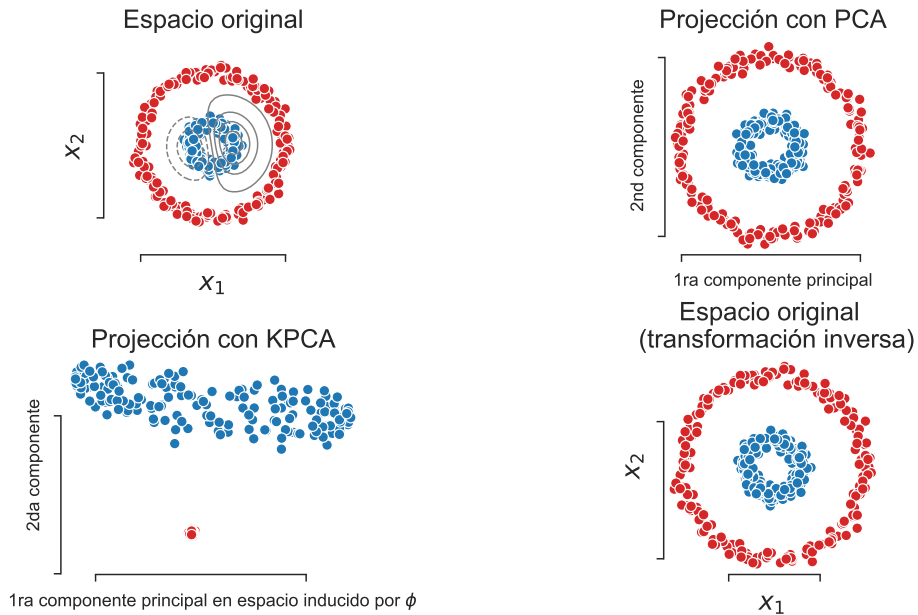 Espacio original
x₂
x₁
Projección con PCA
2nd componente
1ra componente principal
Projección con KPCA
2da componente
1ra componente principal en espacio inducido por ϕ
Espacio original
(transformación inversa)
x₂
x₁